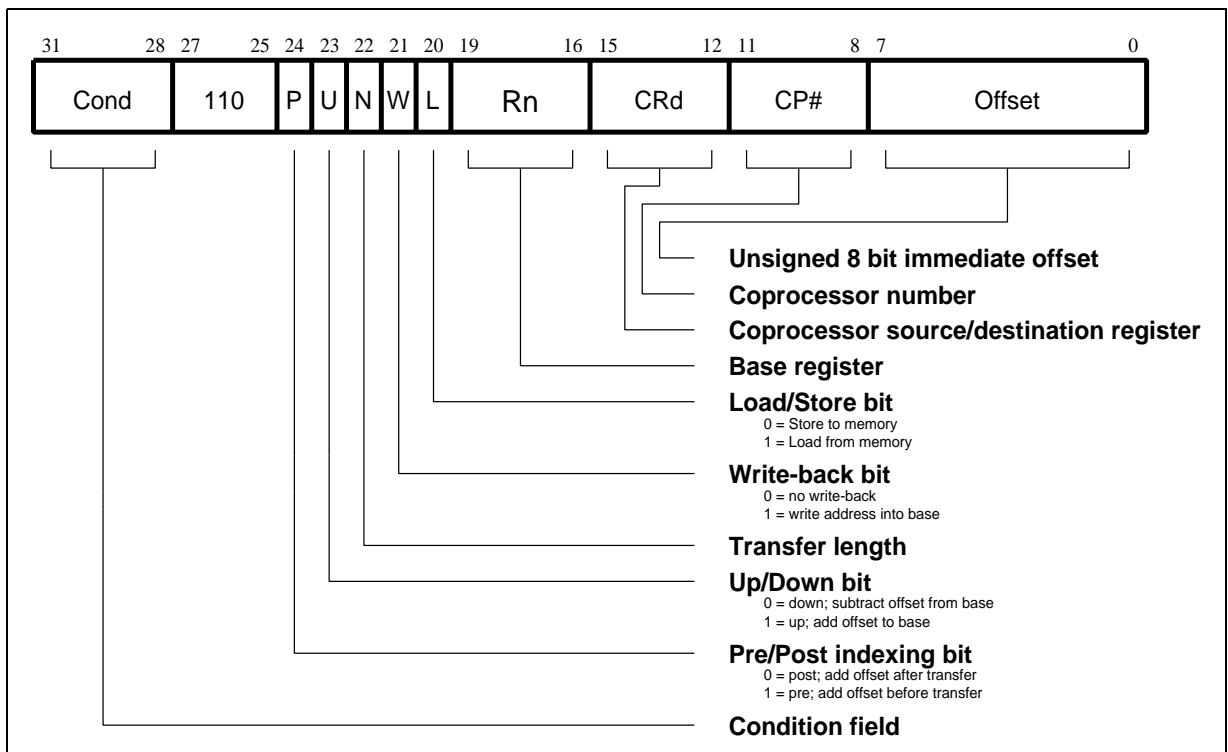 31 28 27 25 24 23 22 21 20 19 16 15 12 11 8 7 0
Cond 110 P U N W L Rn CRd CP# Offset
Unsigned 8 bit immediate offset
Coprocessor number
Coprocessor source/destination register
Base register
Load/Store bit
0 = Store to memory
1 = Load from memory
Write-back bit
0 = no write-back
1 = write address into base
Transfer length
Up/Down bit
0 = down; subtract offset from base
1 = up; add offset to base
Pre/Post indexing bit
0 = post; add offset after transfer
1 = pre; add offset before transfer
Condition field